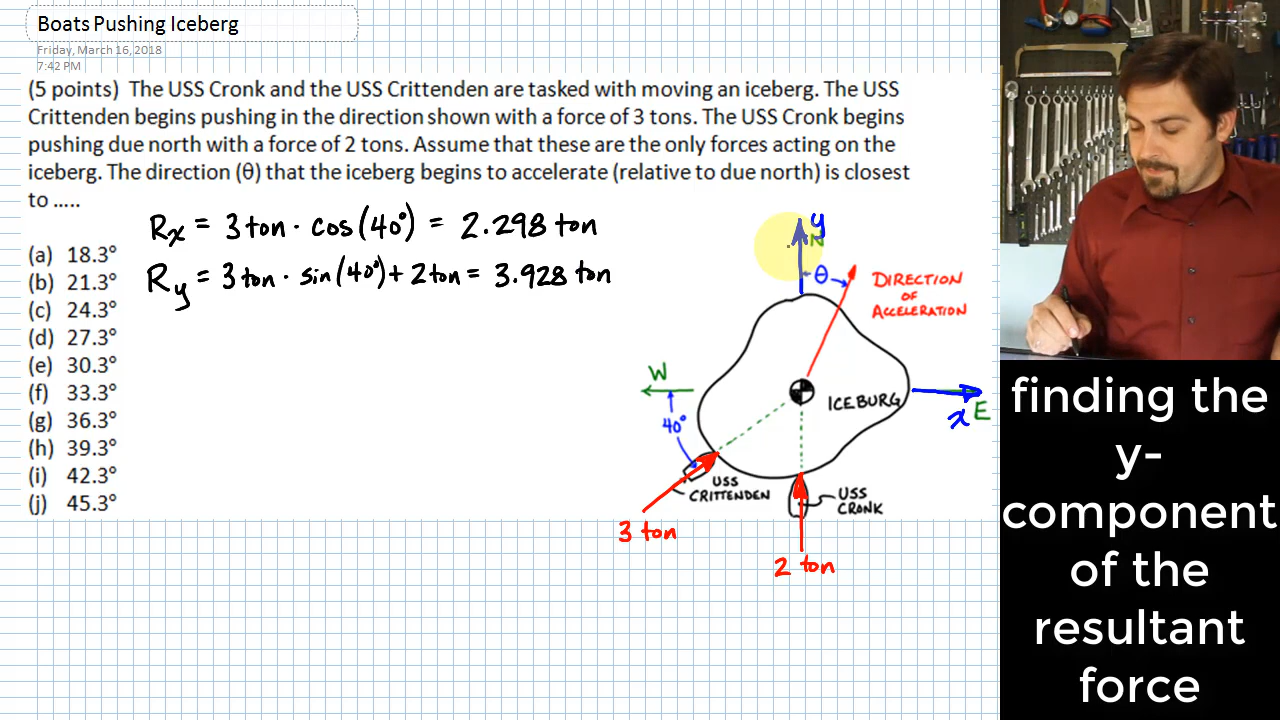 Boats Pushing Iceberg
Friday, March 16, 2018
7:42 PM
(5 points) The USS Cronk and the USS Crittenden are tasked with moving an iceberg. The USS
Crittenden begins pushing in the direction shown with a force of 3 tons. The USS Cronk begins
pushing due north with a force of 2 tons. Assume that these are the only forces acting on the
iceberg. The direction (θ) that the iceberg begins to accelerate (relative to due north) is closest
to .....
Rx = 3 ton · cos(40°) = 2.298 ton
Ry = 3 ton · sin(40°) + 2 ton = 3.928 ton
(a) 18.3°
(b) 21.3°
(c) 24.3°
(d) 27.3°
(e) 30.3°
(f) 33.3°
(g) 36.3°
(h) 39.3°
(i) 42.3°
(j) 45.3°
y
N
θ
DIRECTION
OF
ACCELERATION
W
ICEBURG
40°
x E
USS
CRITTENDEN
USS
CRONK
3 ton
2 ton
finding the
y-
component
of the
resultant
force